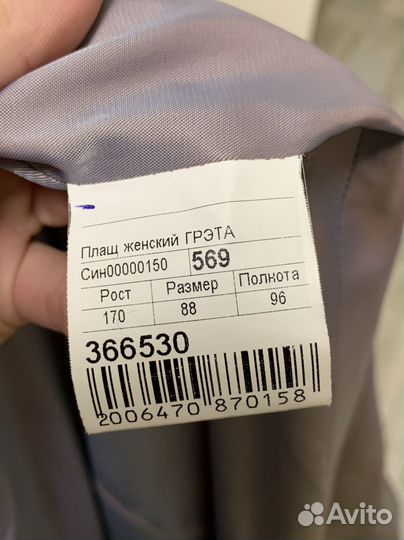 Плащ женский ГРЭТА
Син00000150 569
Рост Размер Полнота
170 88 96
366530
2006470 870158
Avito